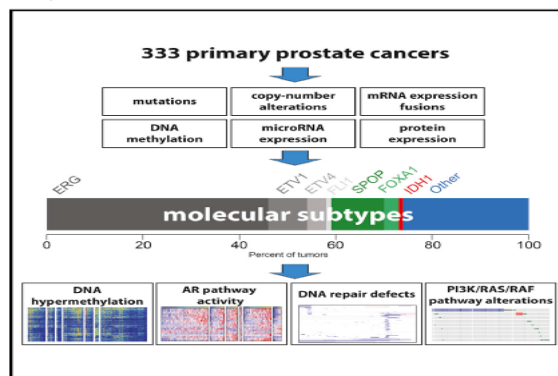 333 primary prostate cancers
mutations
copy-number
alterations
mRNA expression
fusions
DNA
methylation
microRNA
expression
protein
expression
ERG
ETV1
ETV4
FLI1
SPOP
FOXA1
IDH1
Other
molecular subtypes
0
20
40
60
80
100
Percent of tumors
DNA
hypermethylation
AR pathway
activity
DNA repair defects
PI3K/RAS/RAF
pathway alterations